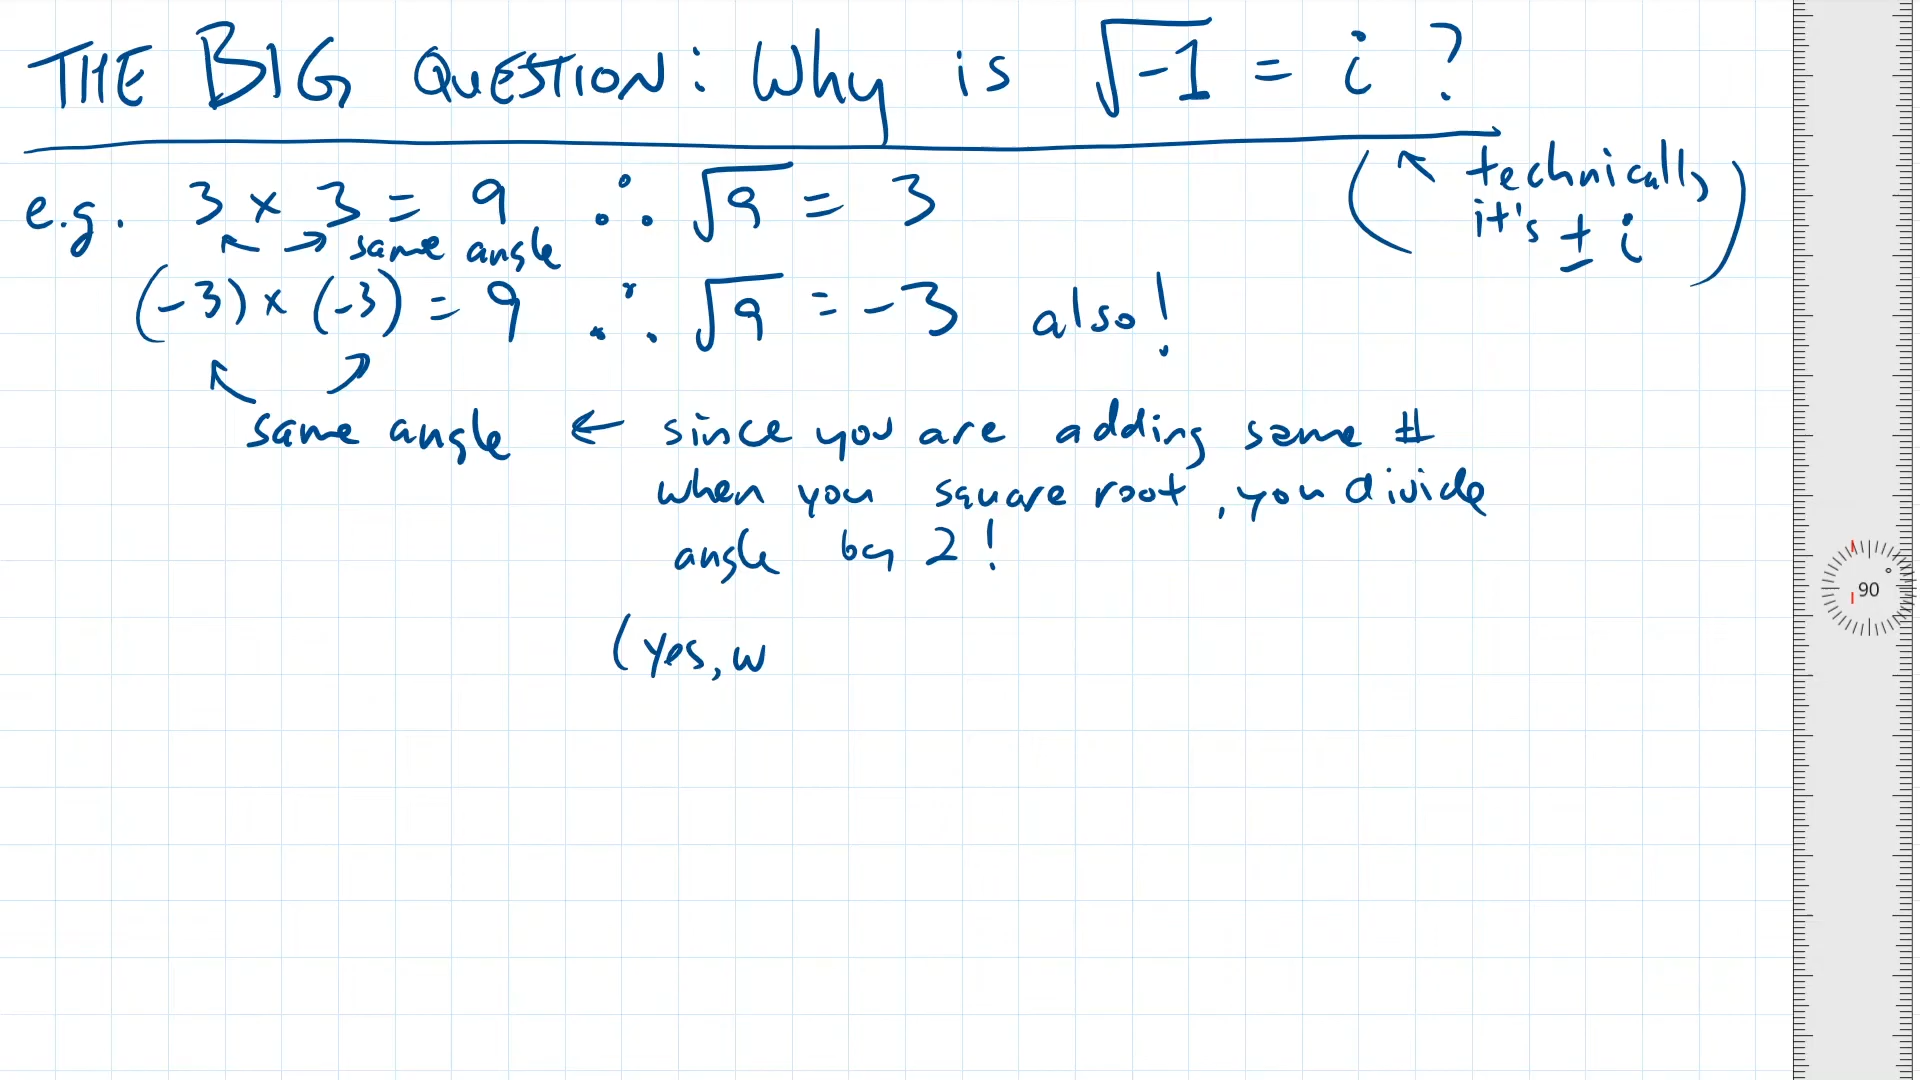 THE BIG QUESTION: Why is √-1 = i ?
(↖ technically it's ± i)
e.g. 3 × 3 = 9 ∴ √9 = 3
↖ ↗ same angle
(-3) × (-3) = 9 ∴ √9 = -3 also!
↖ ↗
same angle ← since you are adding same #
when you square root, you divide
angle by 2!
(Yes, w
90°